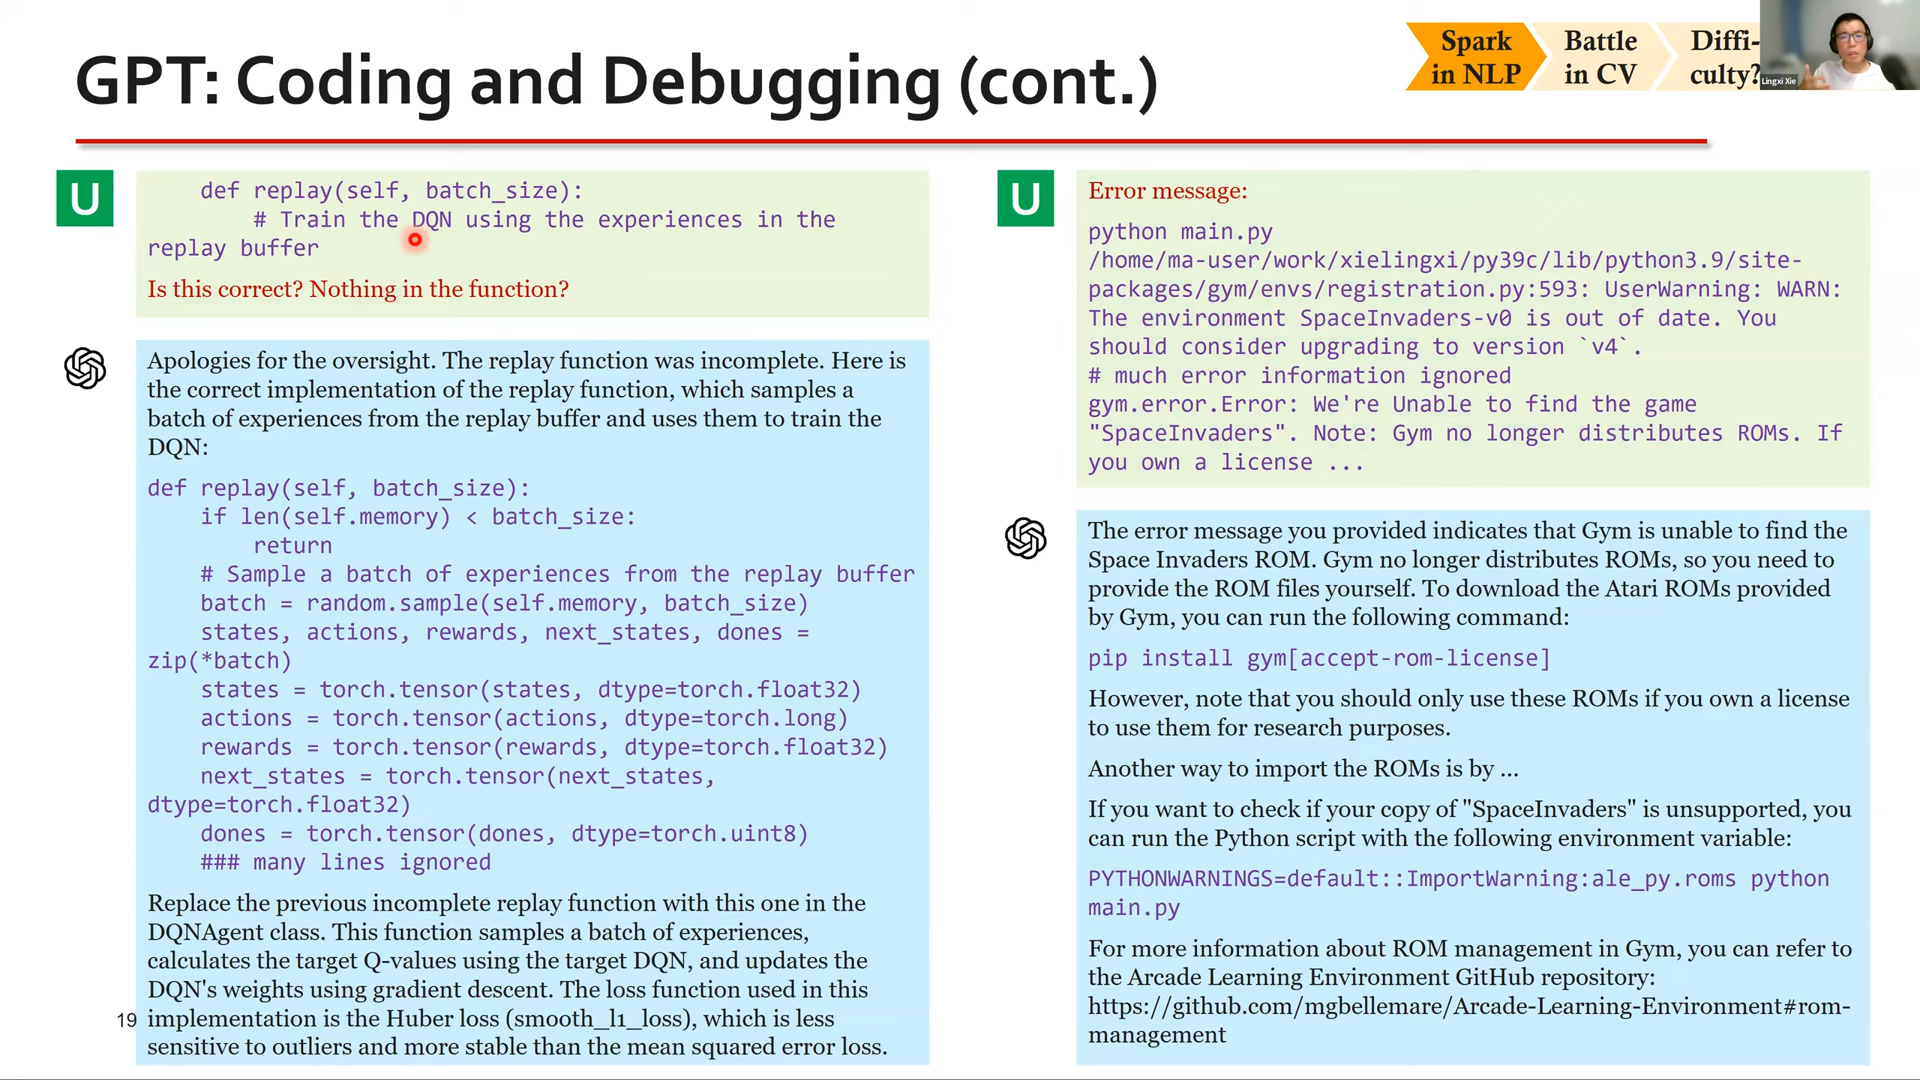 GPT: Coding and Debugging (cont.)
Spark
in NLP
Battle
in CV
Diffi-
culty?
Lingxi Xie
U
def replay(self, batch_size):
# Train the DQN using the experiences in the
replay buffer
Is this correct? Nothing in the function?
Apologies for the oversight. The replay function was incomplete. Here is
the correct implementation of the replay function, which samples a
batch of experiences from the replay buffer and uses them to train the
DQN:
def replay(self, batch_size):
if len(self.memory) < batch_size:
return
# Sample a batch of experiences from the replay buffer
batch = random.sample(self.memory, batch_size)
states, actions, rewards, next_states, dones =
zip(*batch)
states = torch.tensor(states, dtype=torch.float32)
actions = torch.tensor(actions, dtype=torch.long)
rewards = torch.tensor(rewards, dtype=torch.float32)
next_states = torch.tensor(next_states,
dtype=torch.float32)
dones = torch.tensor(dones, dtype=torch.uint8)
### many lines ignored
Replace the previous incomplete replay function with this one in the
DQNAgent class. This function samples a batch of experiences,
calculates the target Q-values using the target DQN, and updates the
DQN's weights using gradient descent. The loss function used in this
implementation is the Huber loss (smooth_l1_loss), which is less
sensitive to outliers and more stable than the mean squared error loss.
19
U
Error message:
python main.py
/home/ma-user/work/xielingxi/py39c/lib/python3.9/site-
packages/gym/envs/registration.py:593: UserWarning: WARN:
The environment SpaceInvaders-v0 is out of date. You
should consider upgrading to version `v4`.
# much error information ignored
gym.error.Error: We're Unable to find the game
"SpaceInvaders". Note: Gym no longer distributes ROMs. If
you own a license ...
The error message you provided indicates that Gym is unable to find the
Space Invaders ROM. Gym no longer distributes ROMs, so you need to
provide the ROM files yourself. To download the Atari ROMs provided
by Gym, you can run the following command:
pip install gym[accept-rom-license]
However, note that you should only use these ROMs if you own a license
to use them for research purposes.
Another way to import the ROMs is by ...
If you want to check if your copy of "SpaceInvaders" is unsupported, you
can run the Python script with the following environment variable:
PYTHONWARNINGS=default::ImportWarning:ale_py.roms python
main.py
For more information about ROM management in Gym, you can refer to
the Arcade Learning Environment GitHub repository:
https://github.com/mgbellemare/Arcade-Learning-Environment#rom-
management